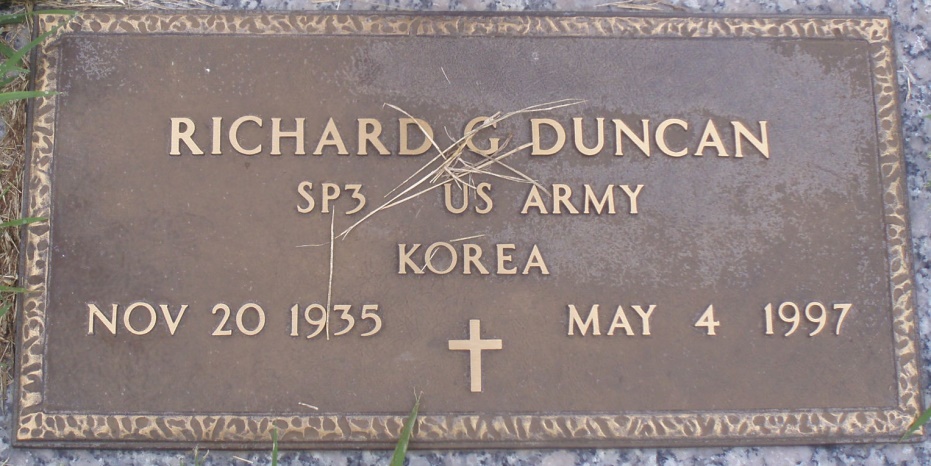 RICHARD G DUNCAN
SP3 US ARMY
KOREA
NOV 20 1935 MAY 4 1997